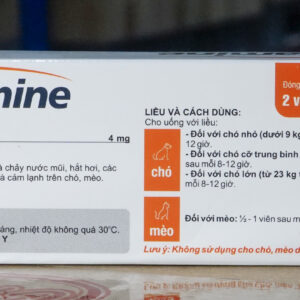 nine
4 mg
chảy nước mũi, hắt hơi, các
cảm lạnh trên chó, mèo.
nhiệt độ không quá 30°C.
Y
LIỀU VÀ CÁCH DÙNG:
Cho uống với liều:
chó
- Đối với chó nhỏ (dưới 9 kg
12 giờ.
- Đối với chó cỡ trung bình
sau mỗi 8-12 giờ.
- Đối với chó lớn (từ 23 kg
mỗi 8-12 giờ.
mèo
Đối với mèo: ½ - 1 viên sau m
Lưu ý: Không sử dụng cho chó, mèo d
Đóng
2 v